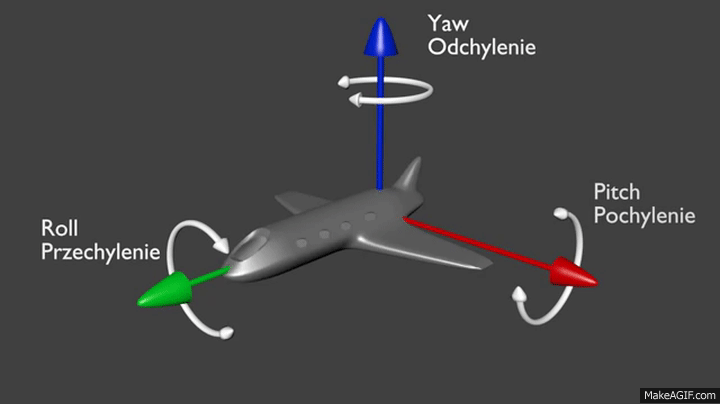 Yaw
Odchylenie
Pitch
Pochylenie
Roll
Przechylenie
MakeAGIF.com